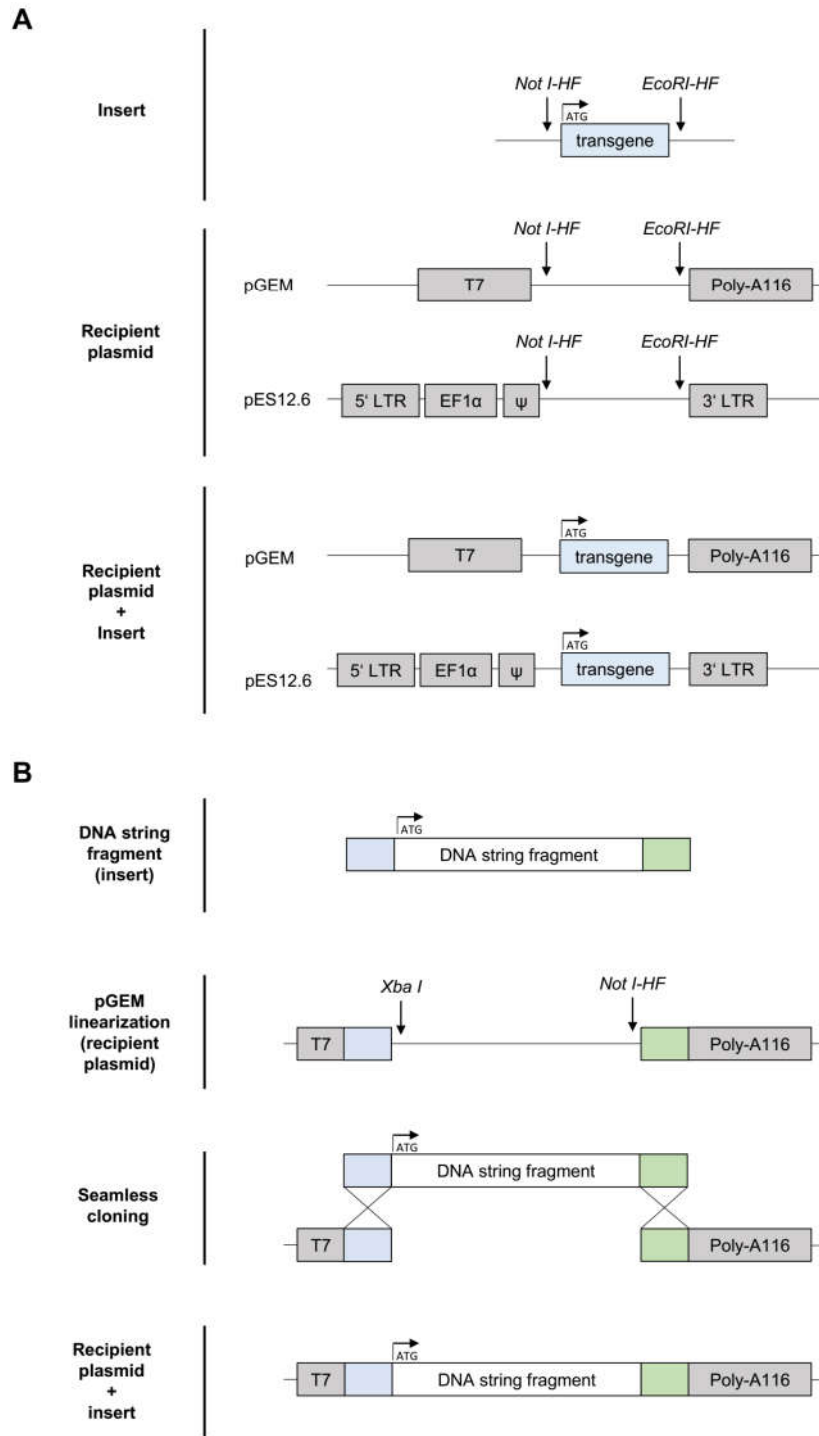 A
Insert
Not I-HF
EcoRI-HF
ATG
transgene
Recipient
plasmid
Not I-HF
EcoRI-HF
pGEM
T7
Poly-A116
Not I-HF
EcoRI-HF
pES12.6
5' LTR
EF1α
ψ
3' LTR
Recipient
plasmid
+
Insert
ATG
pGEM
T7
transgene
Poly-A116
ATG
pES12.6
5' LTR
EF1α
ψ
transgene
3' LTR
B
DNA string
fragment
(insert)
ATG
DNA string fragment
pGEM
linearization
(recipient
plasmid)
Xba I
Not I-HF
T7
Poly-A116
Seamless
cloning
ATG
DNA string fragment
T7
Poly-A116
Recipient
plasmid
+
insert
ATG
T7
DNA string fragment
Poly-A116